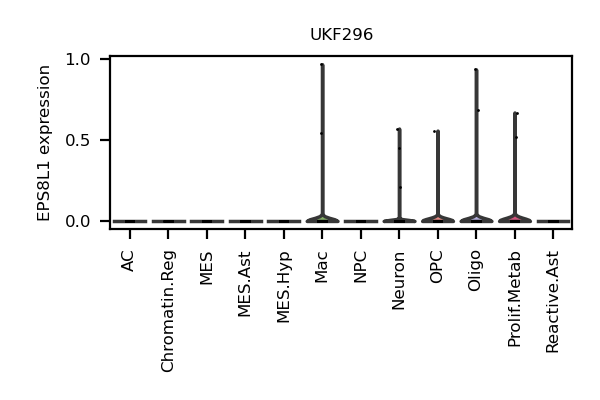 UKF296
EPS8L1 expression
1.0
0.5
0.0
AC
Chromatin.Reg
MES
MES.Ast
MES.Hyp
Mac
NPC
Neuron
OPC
Oligo
Prolif.Metab
Reactive.Ast